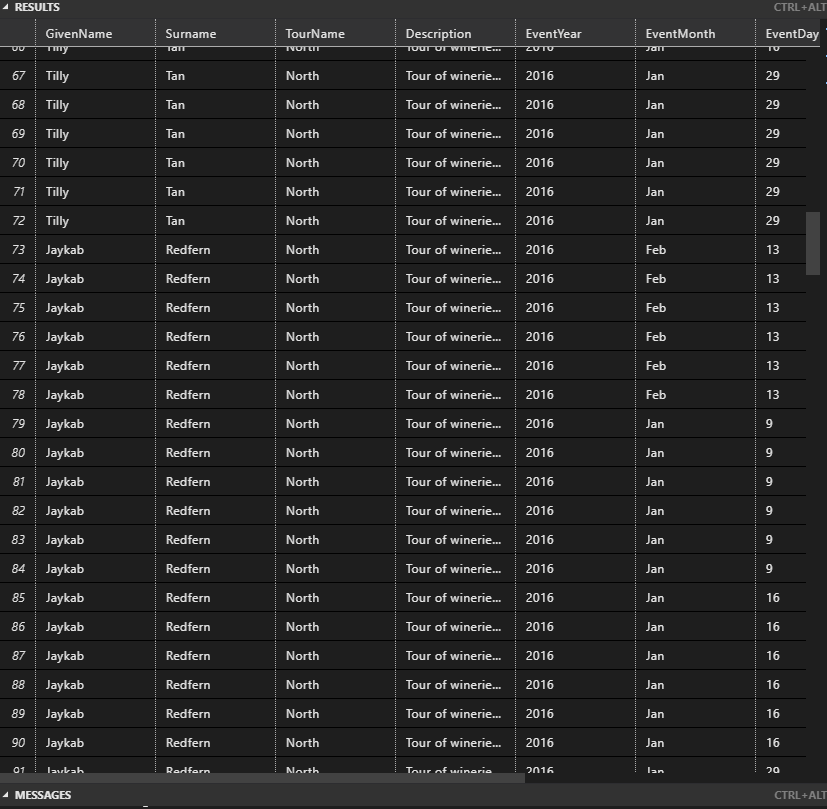 RESULTS CTRL+ALT
GivenName Surname TourName Description EventYear EventMonth EventDay
66 Tilly Tan North Tour of winerie... 2016 Jan 16
67 Tilly Tan North Tour of winerie... 2016 Jan 29
68 Tilly Tan North Tour of winerie... 2016 Jan 29
69 Tilly Tan North Tour of winerie... 2016 Jan 29
70 Tilly Tan North Tour of winerie... 2016 Jan 29
71 Tilly Tan North Tour of winerie... 2016 Jan 29
72 Tilly Tan North Tour of winerie... 2016 Jan 29
73 Jaykab Redfern North Tour of winerie... 2016 Feb 13
74 Jaykab Redfern North Tour of winerie... 2016 Feb 13
75 Jaykab Redfern North Tour of winerie... 2016 Feb 13
76 Jaykab Redfern North Tour of winerie... 2016 Feb 13
77 Jaykab Redfern North Tour of winerie... 2016 Feb 13
78 Jaykab Redfern North Tour of winerie... 2016 Feb 13
79 Jaykab Redfern North Tour of winerie... 2016 Jan 9
80 Jaykab Redfern North Tour of winerie... 2016 Jan 9
81 Jaykab Redfern North Tour of winerie... 2016 Jan 9
82 Jaykab Redfern North Tour of winerie... 2016 Jan 9
83 Jaykab Redfern North Tour of winerie... 2016 Jan 9
84 Jaykab Redfern North Tour of winerie... 2016 Jan 9
85 Jaykab Redfern North Tour of winerie... 2016 Jan 16
86 Jaykab Redfern North Tour of winerie... 2016 Jan 16
87 Jaykab Redfern North Tour of winerie... 2016 Jan 16
88 Jaykab Redfern North Tour of winerie... 2016 Jan 16
89 Jaykab Redfern North Tour of winerie... 2016 Jan 16
90 Jaykab Redfern North Tour of winerie... 2016 Jan 16
91 Jaykab Redfern North Tour of winerie... 2016 Jan 29
MESSAGES CTRL+ALT